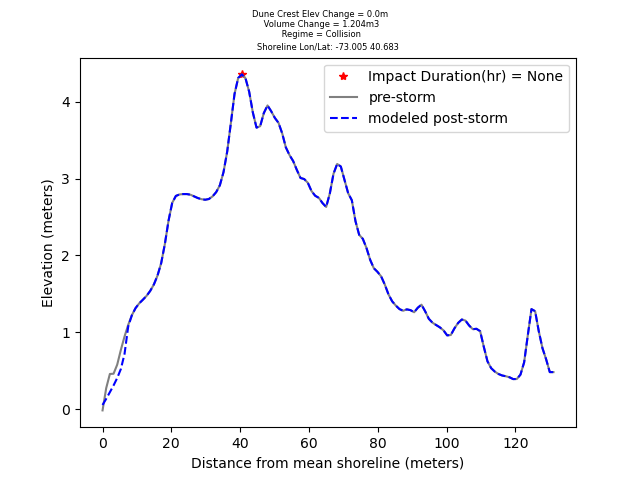 Dune Crest Elev Change = 0.0m
Volume Change = 1.204m3
Regime = Collision
Shoreline Lon/Lat: -73.005 40.683
Impact Duration(hr) = None
pre-storm
modeled post-storm
Elevation (meters)
4
3
2
1
0
0 20 40 60 80 100 120
Distance from mean shoreline (meters)